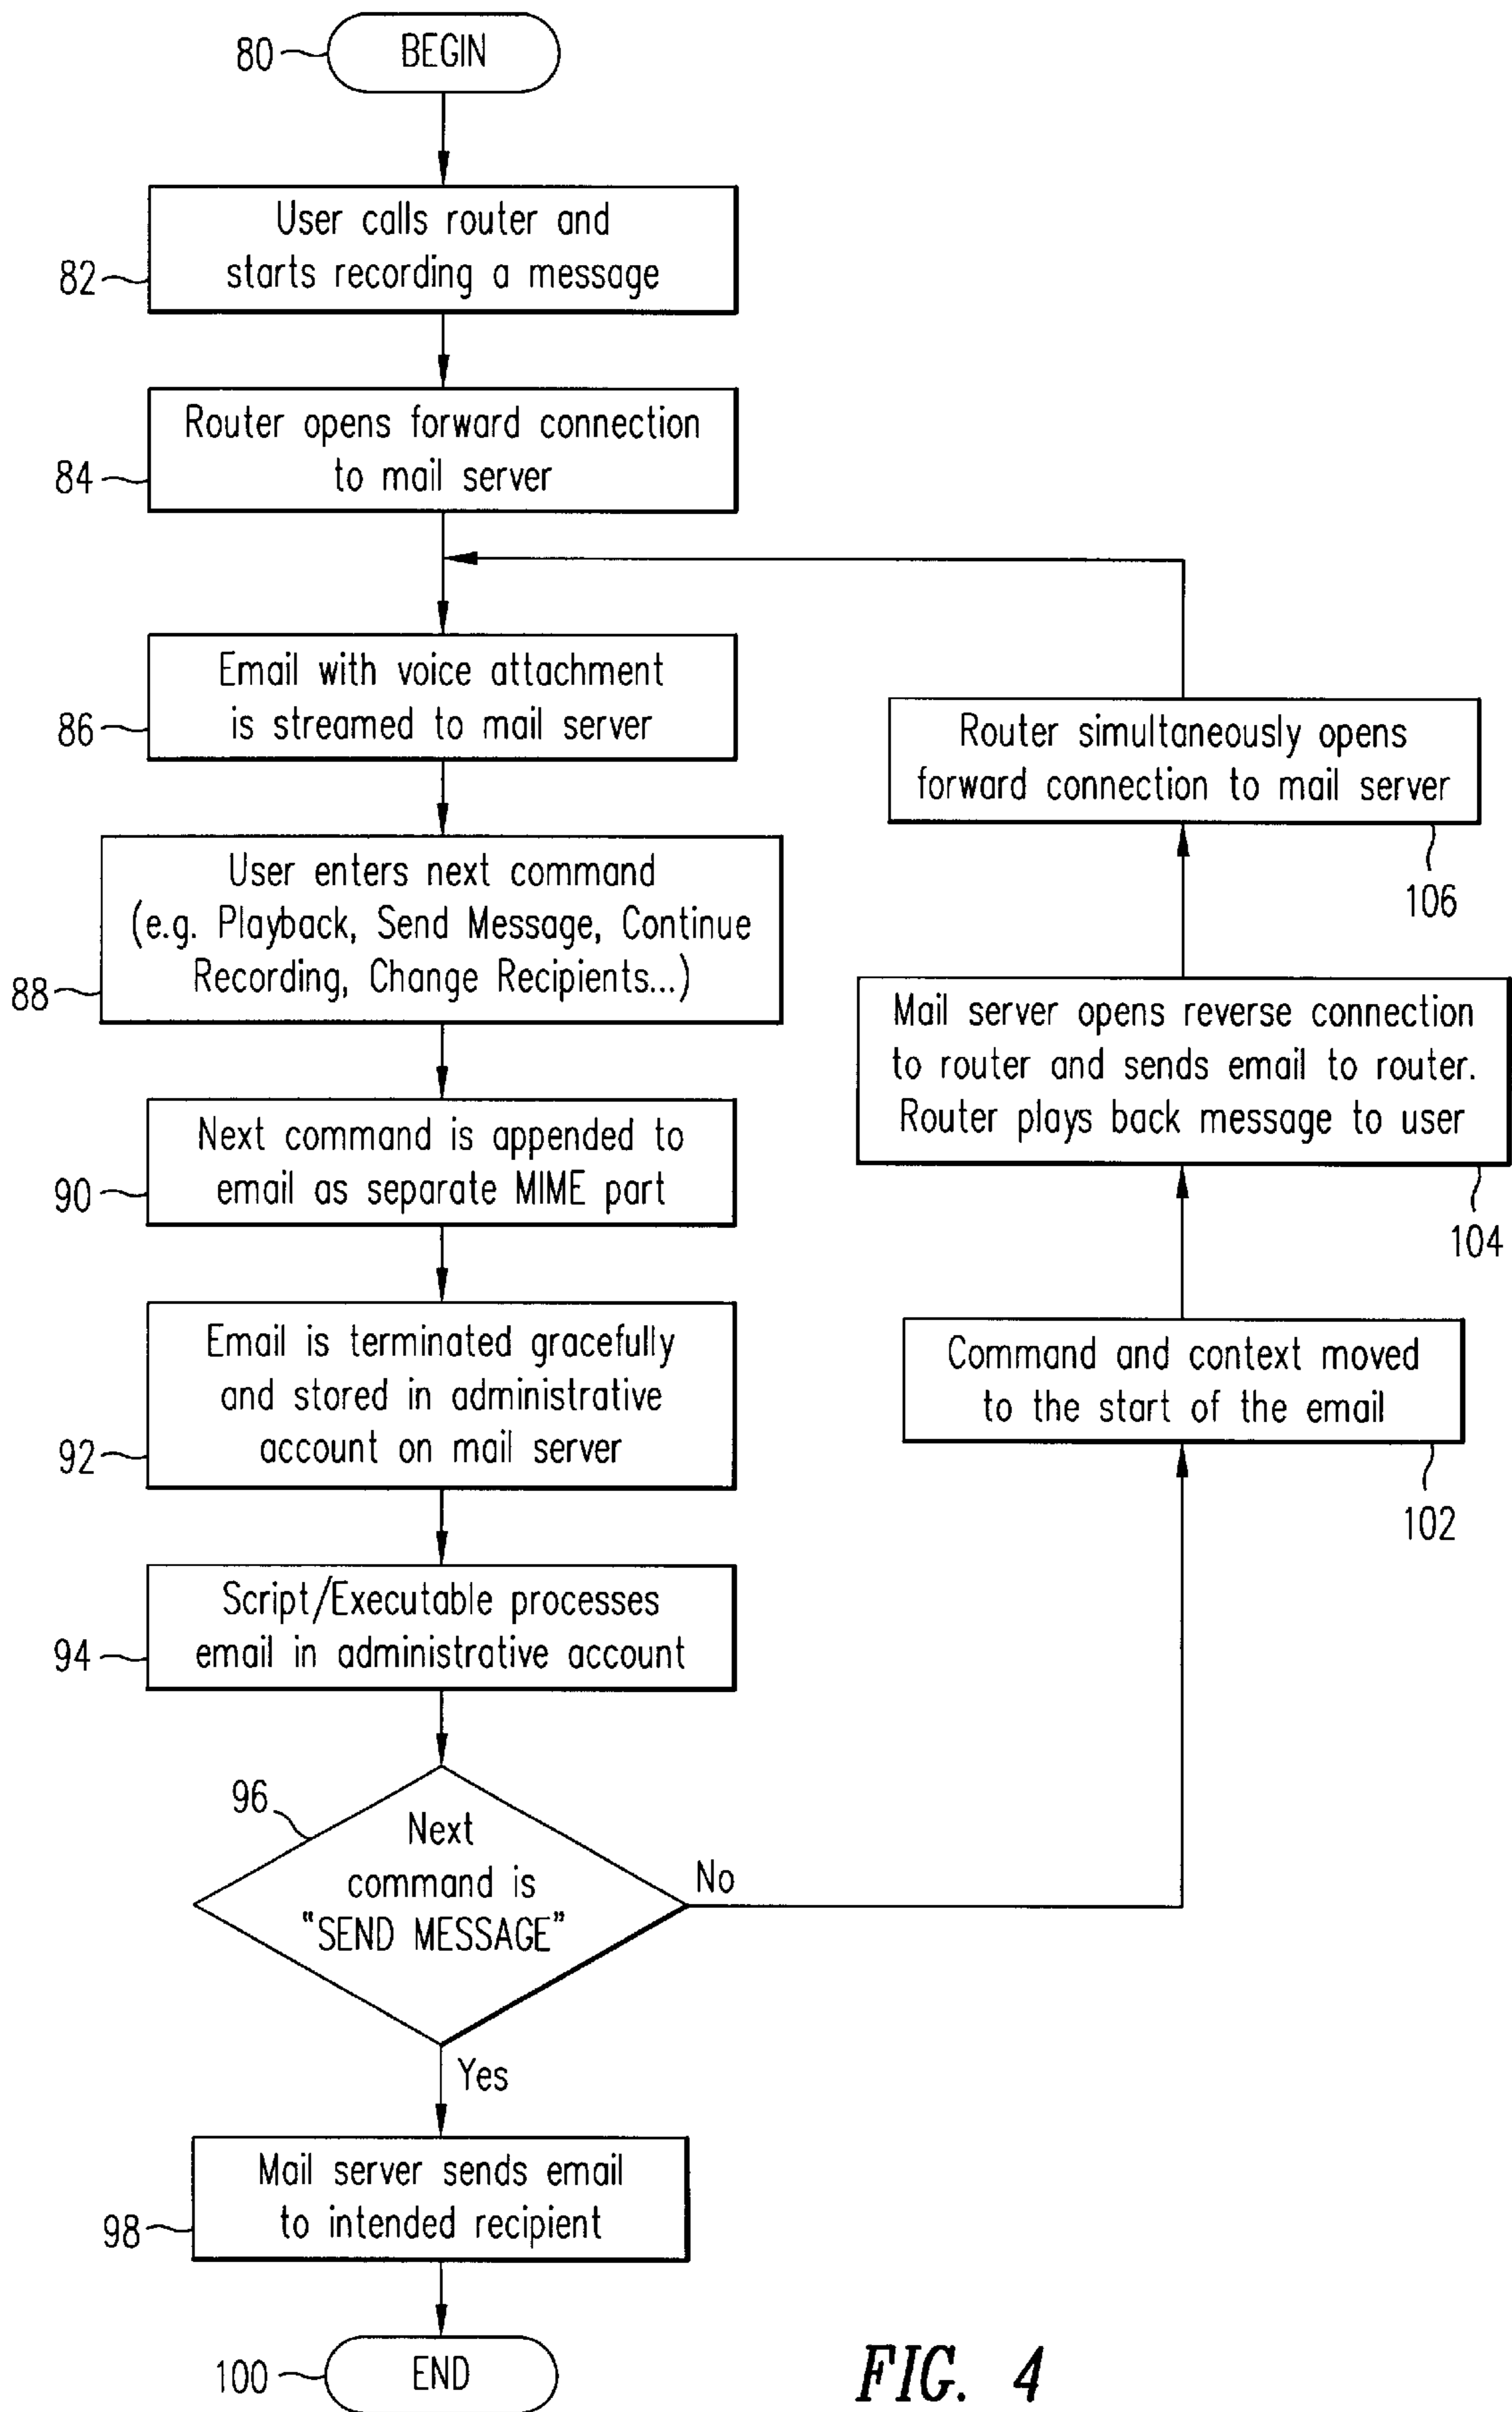 80
BEGIN
User calls router and
starts recording a message
82
Router opens forward connection
to mail server
84
Email with voice attachment
is streamed to mail server
86
User enters next command
(e.g. Playback, Send Message, Continue
Recording, Change Recipients...)
88
Next command is appended to
email as separate MIME part
90
Email is terminated gracefully
and stored in administrative
account on mail server
92
Script/Executable processes
email in administrative account
94
96
Next
command is
"SEND MESSAGE"
No
Yes
Mail server sends email
to intended recipient
98
100
END
Command and context moved
to the start of the email
102
Mail server opens reverse connection
to router and sends email to router.
Router plays back message to user
104
Router simultaneously opens
forward connection to mail server
106
FIG. 4